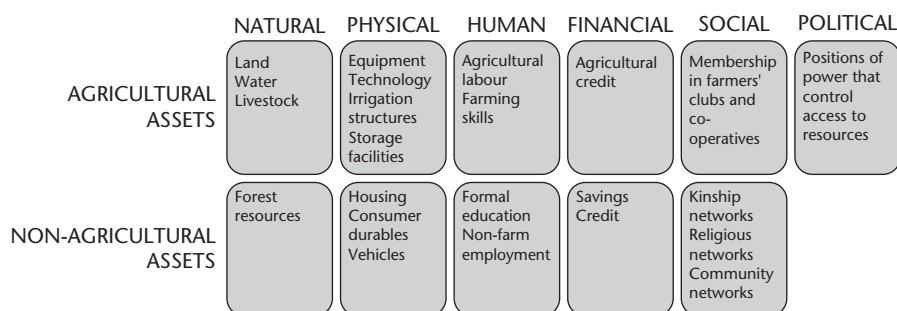 NATURAL
PHYSICAL
HUMAN
FINANCIAL
SOCIAL
POLITICAL
AGRICULTURAL
ASSETS
Land
Water
Livestock
Equipment
Technology
Irrigation
structures
Storage
facilities
Agricultural
labour
Farming
skills
Agricultural
credit
Membership
in farmers'
clubs and
co-
operatives
Positions of
power that
control
access to
resources
NON-AGRICULTURAL
ASSETS
Forest
resources
Housing
Consumer
durables
Vehicles
Formal
education
Non-farm
employment
Savings
Credit
Kinship
networks
Religious
networks
Community
networks